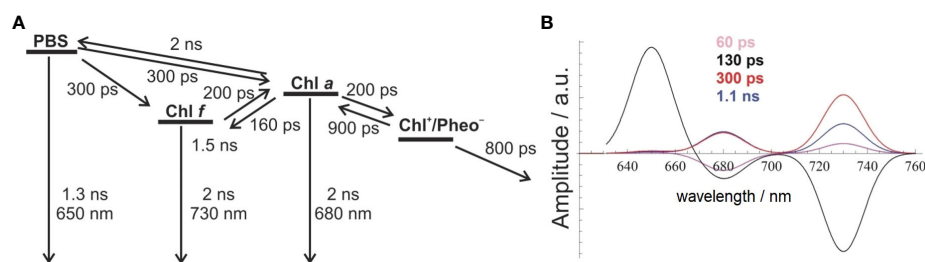 A
PBS
2 ns
300 ps
300 ps
Chl f
200 ps
Chl a
200 ps
160 ps
1.5 ns
900 ps
Chl⁺/Pheo⁻
800 ps
1.3 ns
650 nm
2 ns
730 nm
2 ns
680 nm
B
60 ps
130 ps
300 ps
1.1 ns
Amplitude / a.u.
640 660 680 700 720 740 760
wavelength / nm